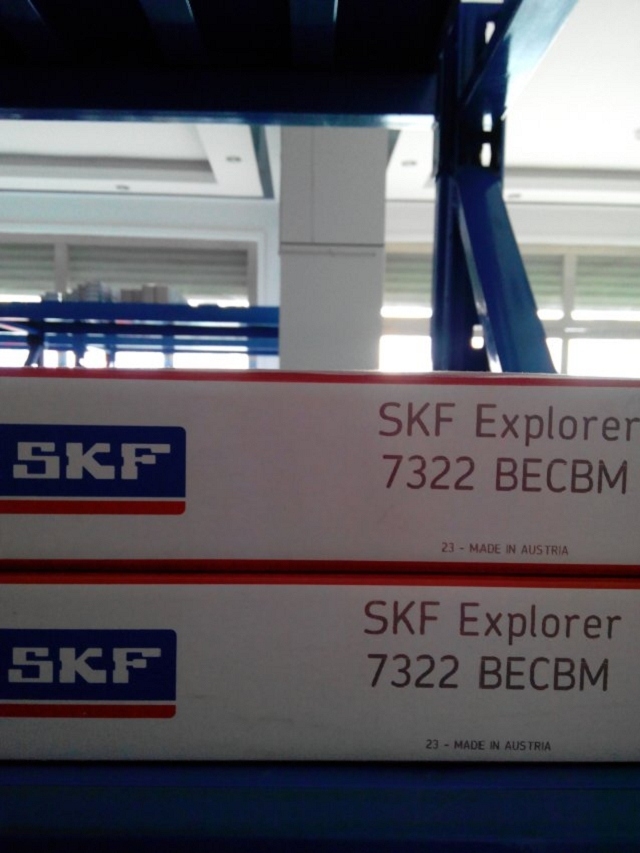 SKF
SKF Explorer
7322 BECBM
23 - MADE IN AUSTRIA
SKF
SKF Explorer
7322 BECBM
23 - MADE IN AUSTRIA